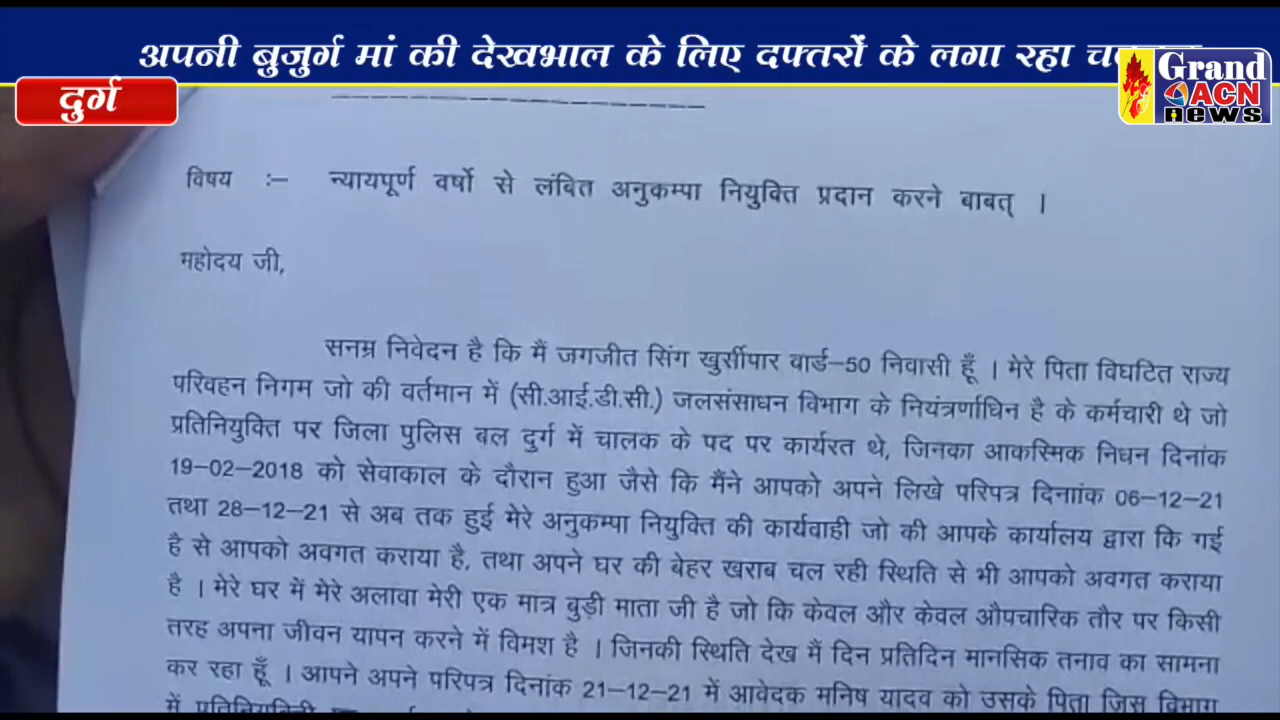 अपनी बुजुर्ग मां की देखभाल के लिए दफ्तरों के लगा रहा
Grand
ACN
news
दुर्ग
विषय :– न्यायपूर्ण वर्षो से लंबित अनुकम्पा नियुक्ति प्रदान करने बाबत् ।
महोदय जी,
सनम्र निवेदन है कि मैं जगजीत सिंग खुर्सीपार वार्ड–50 निवासी हूँ । मेरे पिता विघटित राज्य
परिवहन निगम जो की वर्तमान में (सी.आई.डी.सी.) जलसंसाधन विभाग के नियंत्रर्णाधिन है के कर्मचारी थे जो
प्रतिनियुक्ति पर जिला पुलिस बल दुर्ग में चालक के पद पर कार्यरत थे, जिनका आकस्मिक निधन दिनांक
19–02–2018 को सेवाकाल के दौरान हुआ जैसे कि मैंने आपको अपने लिखे परिपत्र दिनाांक 06–12–21
तथा 28–12–21 से अब तक हुई मेरे अनुकम्पा नियुक्ति की कार्यवाही जो की आपके कार्यालय द्वारा कि गई
है से आपको अवगत कराया है, तथा अपने घर की बेहर खराब चल रही स्थिति से भी आपको अवगत कराया
है । मेरे घर में मेरे अलावा मेरी एक मात्र बुड़ी माता जी है जो कि केवल और केवल औपचारिक तौर पर किसी
तरह अपना जीवन यापन करने में विमश है । जिनकी स्थिति देख मैं दिन प्रतिदिन मानसिक तनाव का सामना
कर रहा हूँ । आपने अपने परिपत्र दिनांक 21–12–21 में आवेदक मनिष यादव को उसके पिता जिस विभाग
में